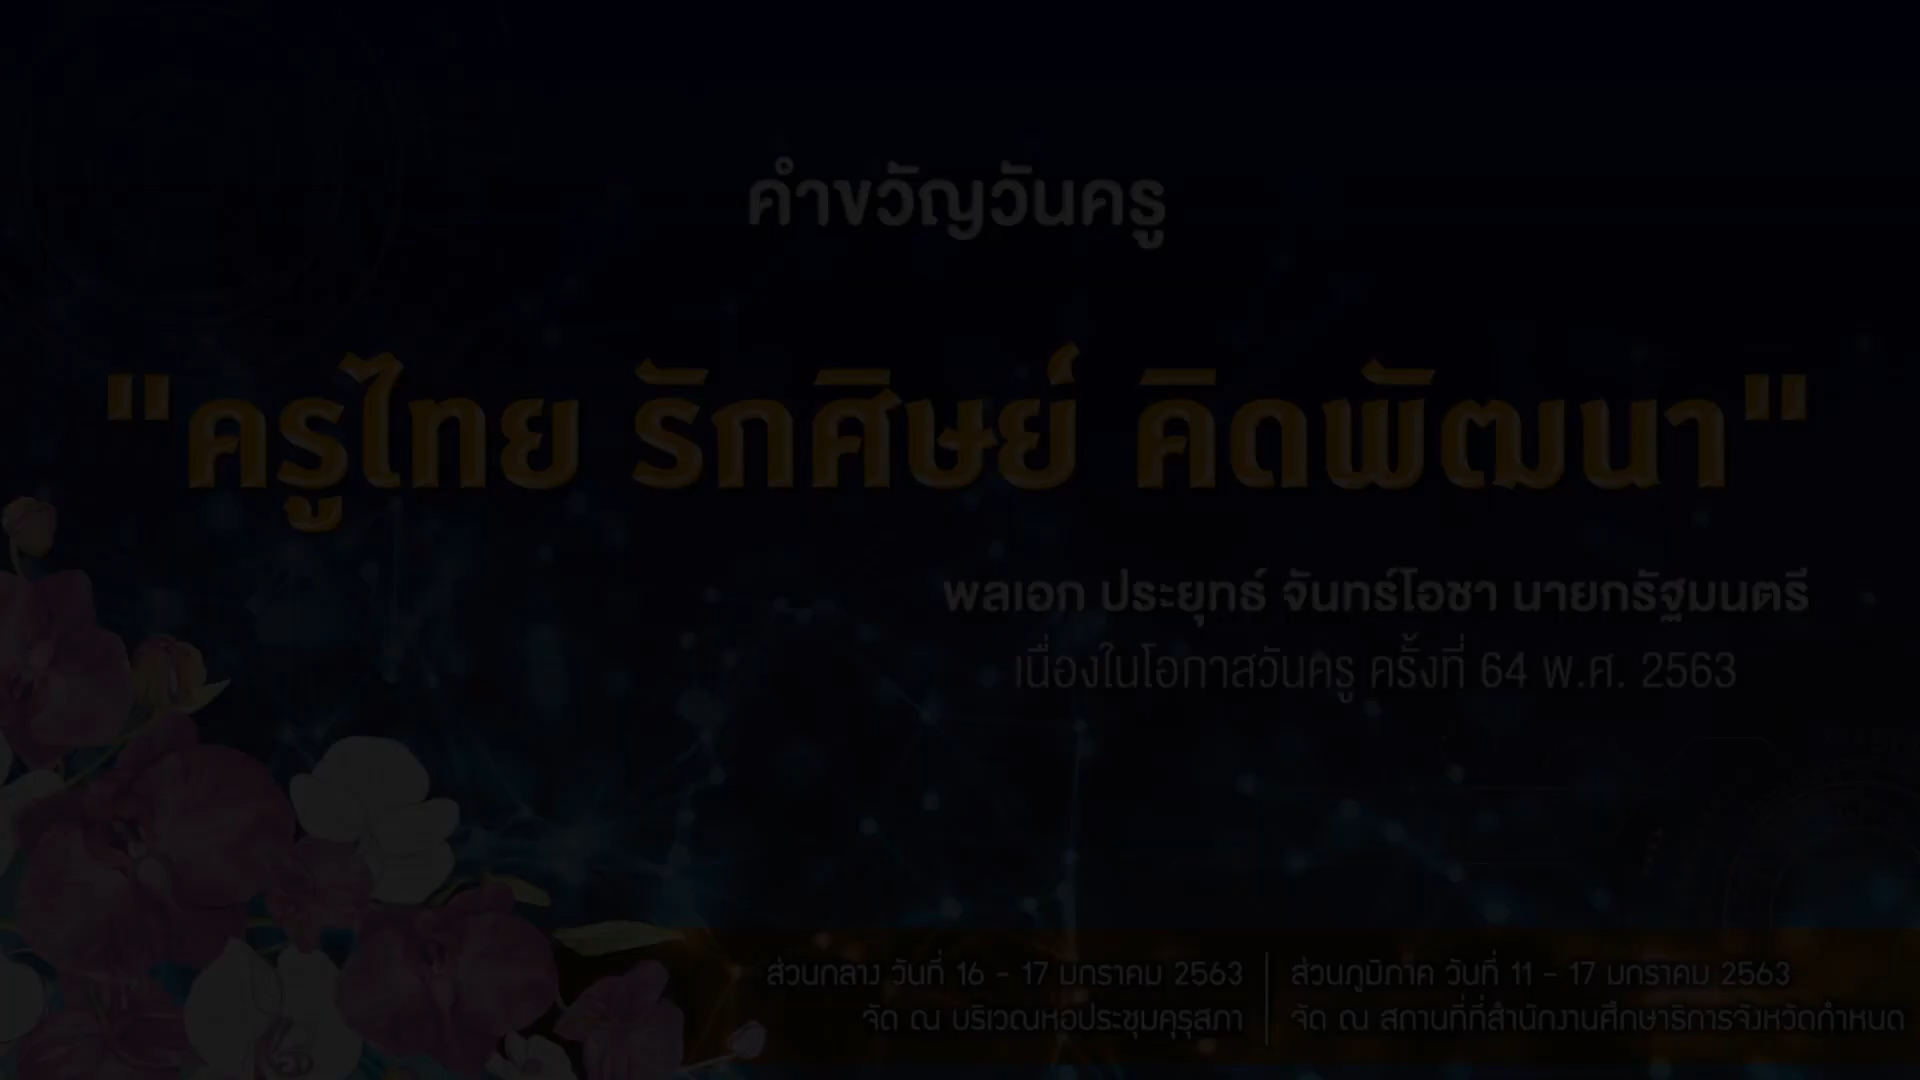 คำขวัญวันครู
"ครูไทย รักศิษย์ คิดพัฒนา"
พลเอก ประยุทธ์ จันทร์โอชา นายกรัฐมนตรี
เนื่องในโอกาสวันครู ครั้งที่ 64 พ.ศ. 2563
ส่วนกลาง วันที่ 16 - 17 มกราคม 2563
จัด ณ บริเวณหอประชุมคุรุสภา
ส่วนภูมิภาค วันที่ 11 - 17 มกราคม 2563
จัด ณ สถานที่ที่สำนักงานศึกษาธิการจังหวัดกำหนด